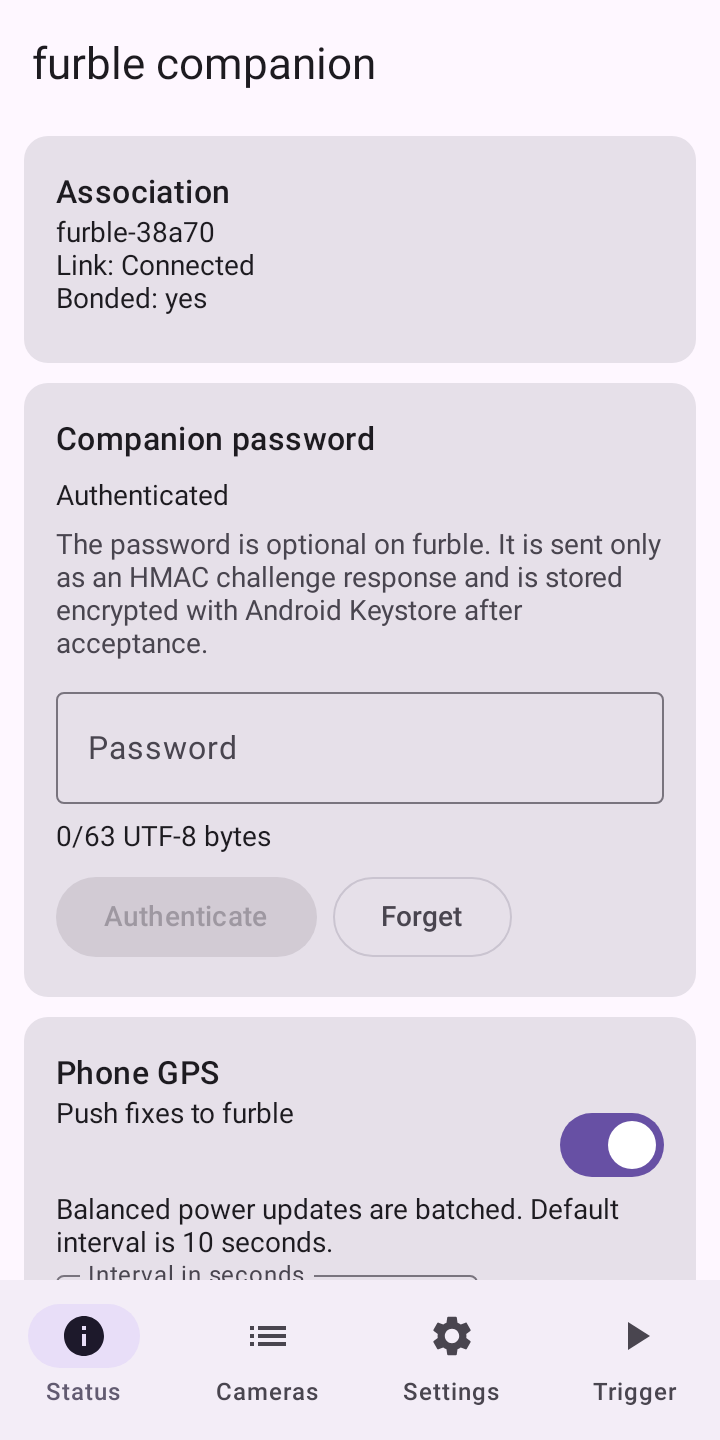 furble companion
Association
furble-38a70
Link: Connected
Bonded: yes
Companion password
Authenticated
The password is optional on furble. It is sent only
as an HMAC challenge response and is stored
encrypted with Android Keystore after
acceptance.
Password
0/63 UTF-8 bytes
Authenticate Forget
Phone GPS
Push fixes to furble
Balanced power updates are batched. Default
interval is 10 seconds.
Interval in seconds
Status Cameras Settings Trigger